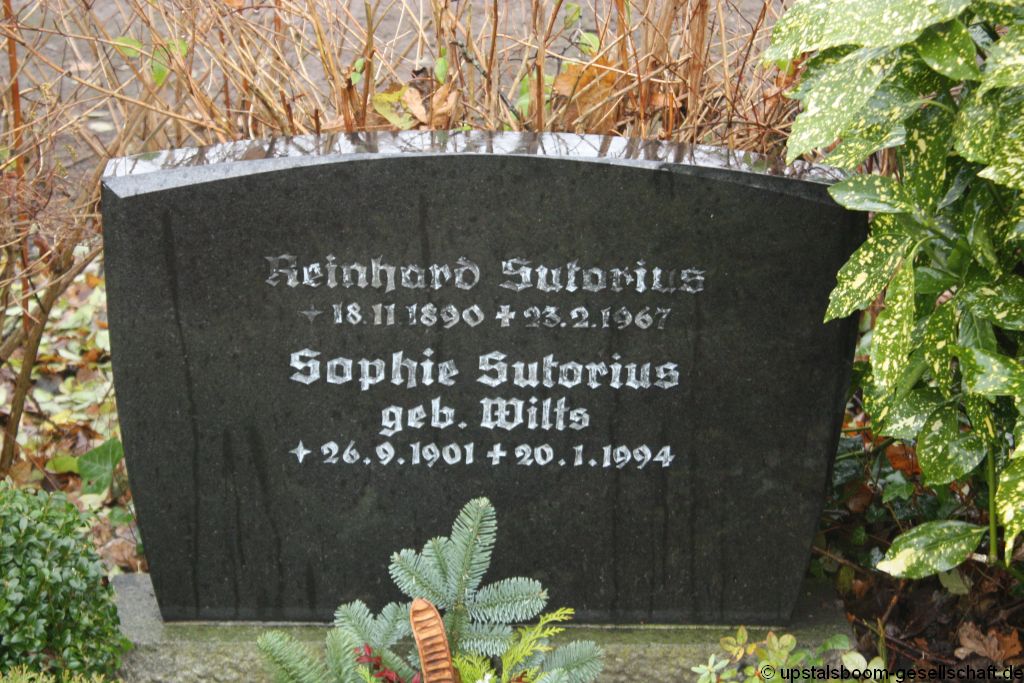 Reinhard Sutorius
✦ 18.11.1890 ✝ 23.2.1967
Sophie Sutorius
geb. Wilts
✦ 26.9.1901 ✝ 20.1.1994
© upstalsboom-gesellschaft.de